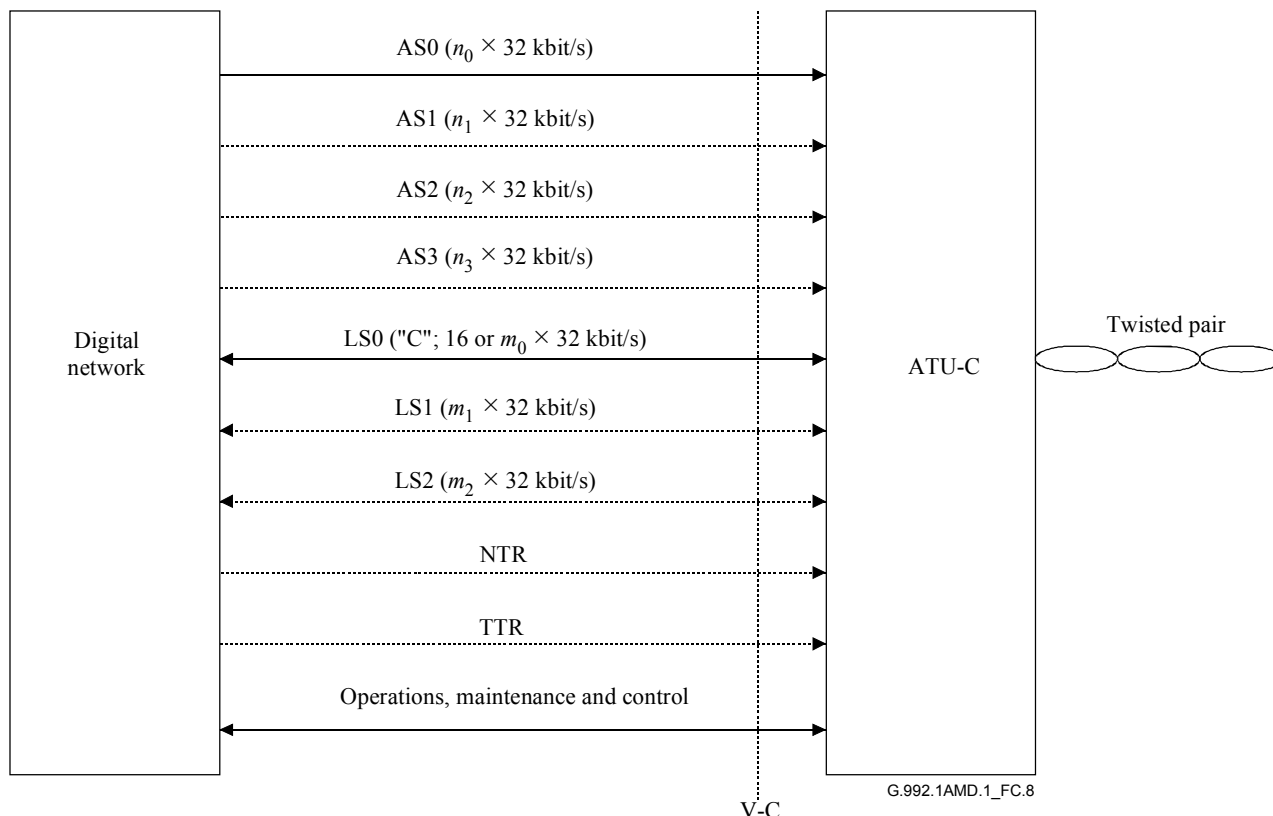 AS0 (n₀ × 32 kbit/s)
AS1 (n₁ × 32 kbit/s)
AS2 (n₂ × 32 kbit/s)
AS3 (n₃ × 32 kbit/s)
Digital
network
LS0 ("C"; 16 or m₀ × 32 kbit/s)
ATU-C
Twisted pair
LS1 (m₁ × 32 kbit/s)
LS2 (m₂ × 32 kbit/s)
NTR
TTR
Operations, maintenance and control
G.992.1AMD.1_FC.8
V-C